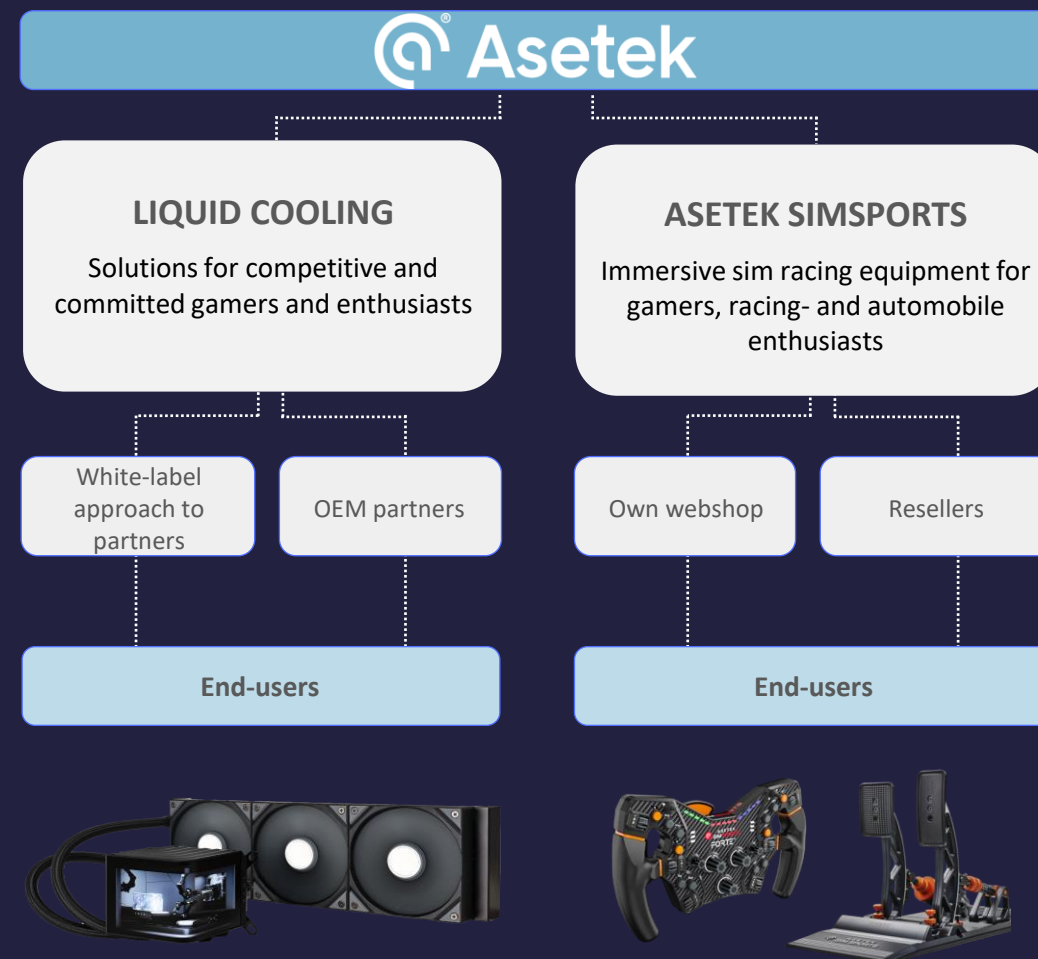 Asetek®
LIQUID COOLING
Solutions for competitive and
committed gamers and enthusiasts
ASETEK SIMSPORTS
Immersive sim racing equipment for
gamers, racing- and automobile
enthusiasts
White-label
approach to
partners
OEM partners
Own webshop
Resellers
End-users
End-users
FORTE